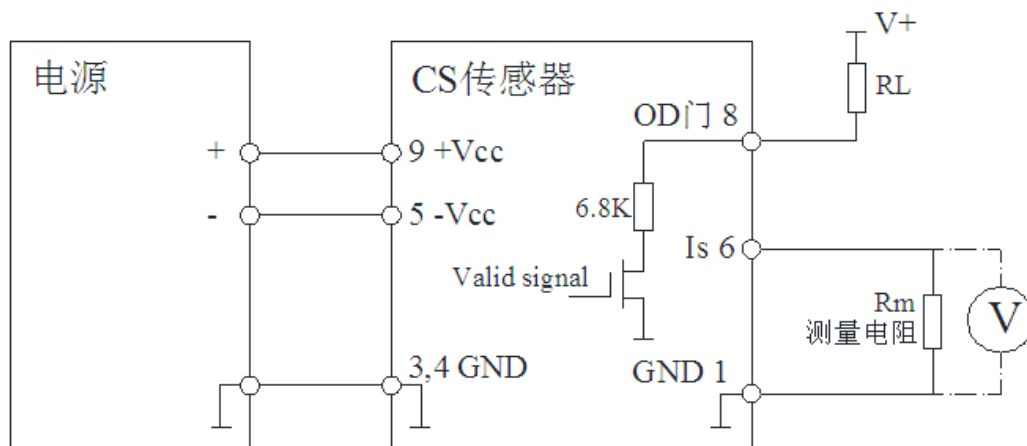 电源
+
-
CS传感器
9 +Vcc
5 -Vcc
3,4 GND
OD门 8
6.8K
Valid signal
Is 6
GND 1
V+
RL
Rm
测量电阻
V